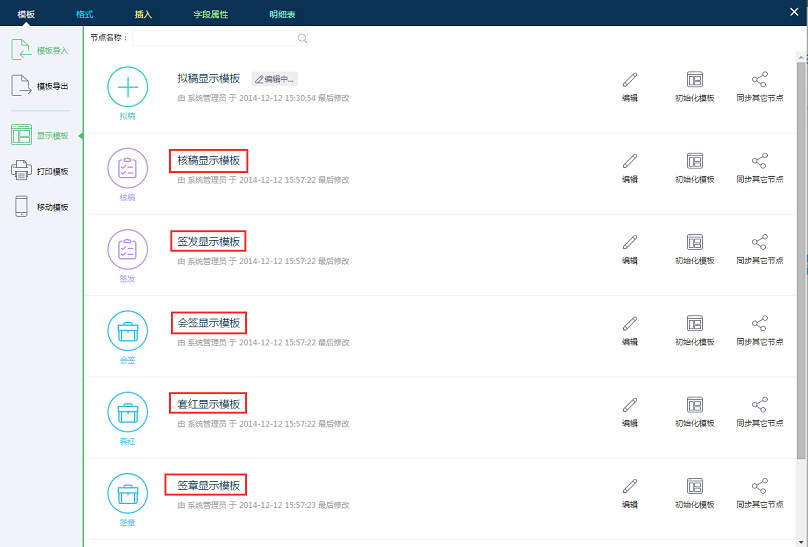 模板 格式 插入 字段属性 明细表
模板导入
模板导出
显示模板
打印模板
移动模板
节点名称：
拟稿
拟稿显示模板 编辑中...
由 系统管理员 于 2014-12-12 15:30:54 最后修改
编辑 初始化模板 同步其它节点
核稿
核稿显示模板
由 系统管理员 于 2014-12-12 15:57:22 最后修改
编辑 初始化模板 同步其它节点
签发
签发显示模板
由 系统管理员 于 2014-12-12 15:57:22 最后修改
编辑 初始化模板 同步其它节点
会签
会签显示模板
由 系统管理员 于 2014-12-12 15:57:22 最后修改
编辑 初始化模板 同步其它节点
套红
套红显示模板
由 系统管理员 于 2014-12-12 15:57:22 最后修改
编辑 初始化模板 同步其它节点
签章
签章显示模板
由 系统管理员 于 2014-12-12 15:57:23 最后修改
编辑 初始化模板 同步其它节点